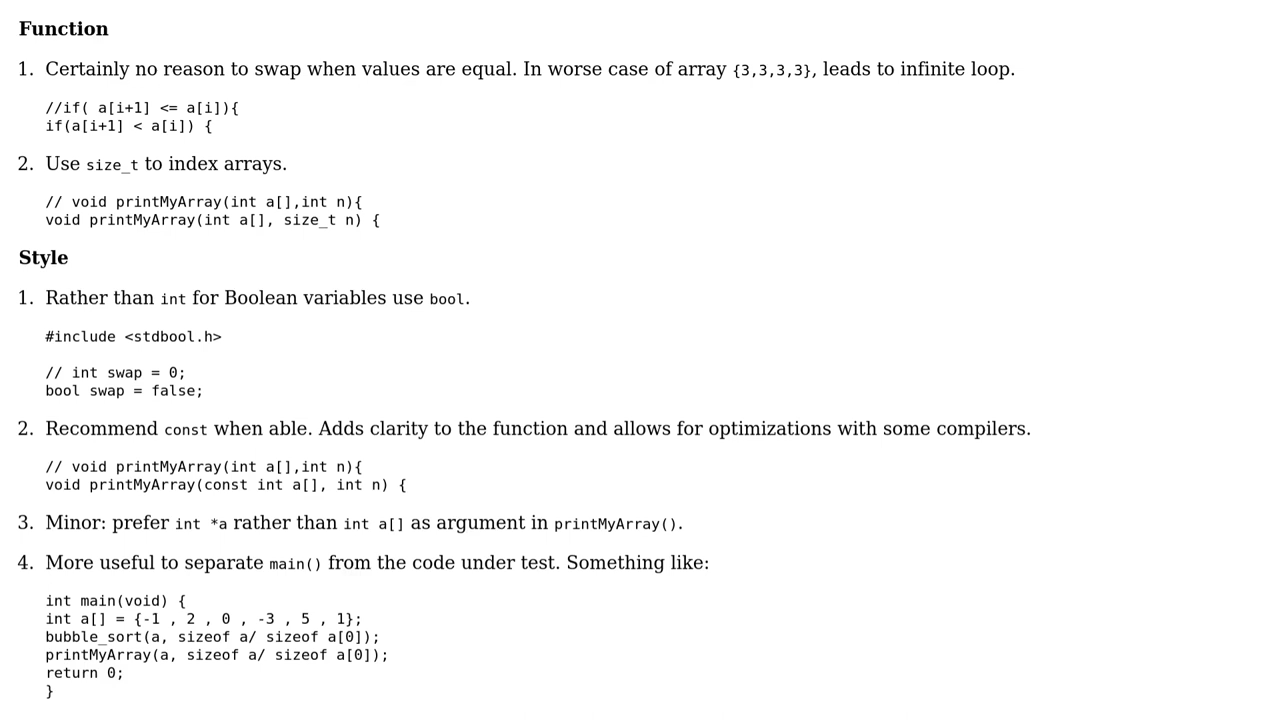 Function
1. Certainly no reason to swap when values are equal. In worse case of array {3,3,3,3}, leads to infinite loop.
//if( a[i+1] <= a[i]){
if(a[i+1] < a[i]) {
2. Use size_t to index arrays.
// void printMyArray(int a[],int n){
void printMyArray(int a[], size_t n) {
Style
1. Rather than int for Boolean variables use bool.
#include <stdbool.h>
// int swap = 0;
bool swap = false;
2. Recommend const when able. Adds clarity to the function and allows for optimizations with some compilers.
// void printMyArray(int a[],int n){
void printMyArray(const int a[], int n) {
3. Minor: prefer int *a rather than int a[] as argument in printMyArray().
4. More useful to separate main() from the code under test. Something like:
int main(void) {
int a[] = {-1 , 2 , 0 , -3 , 5 , 1};
bubble_sort(a, sizeof a/ sizeof a[0]);
printMyArray(a, sizeof a/ sizeof a[0]);
return 0;
}